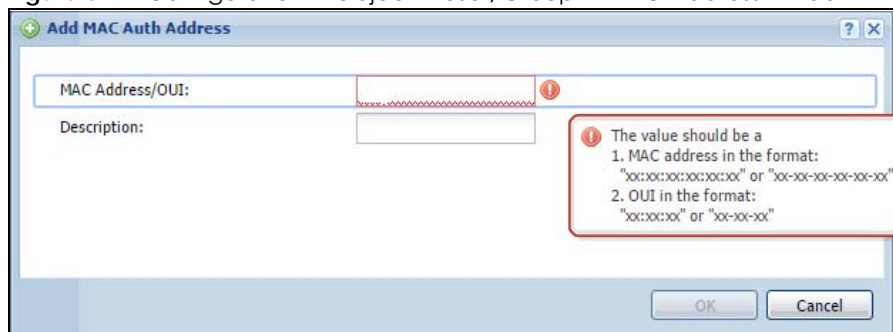 Add MAC Auth Address
? X
MAC Address/OUI:
Description:
The value should be a
1. MAC address in the format:
"xx:xx:xx:xx:xx:xx" or "xx-xx-xx-xx-xx-xx"
2. OUI in the format:
"xx:xx:xx" or "xx-xx-xx"
OK Cancel